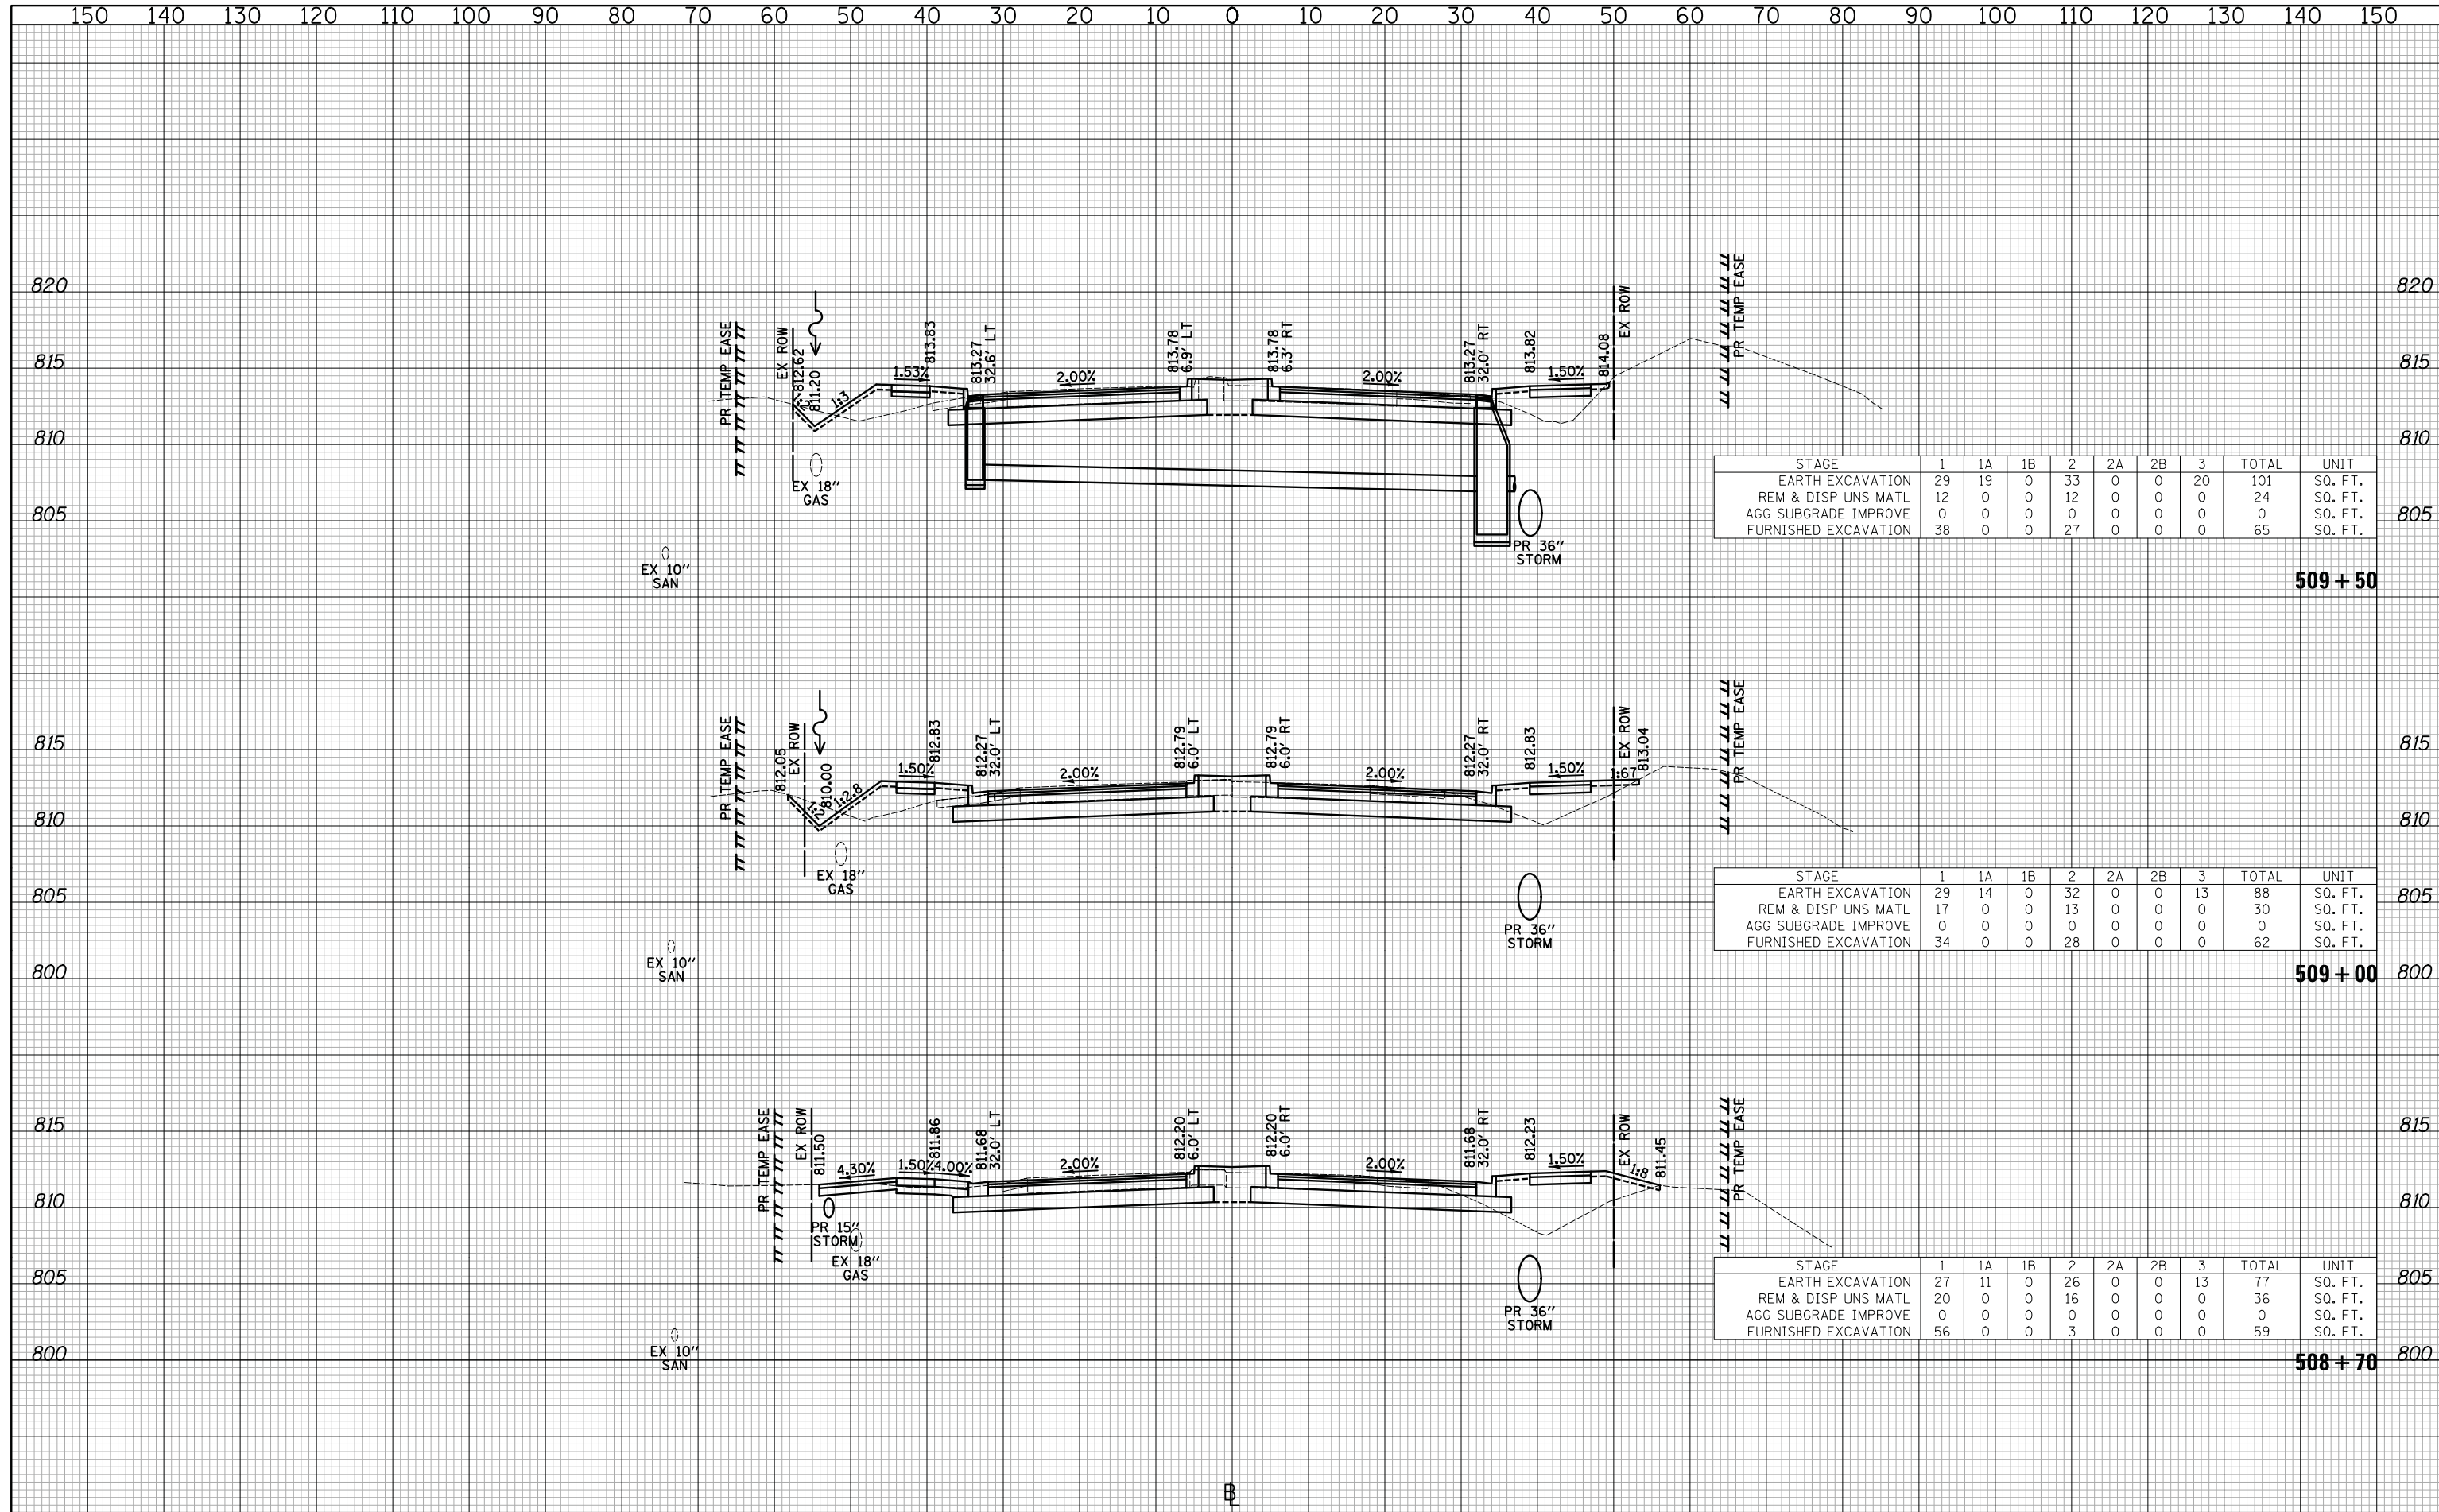 150 140 130 120 110 100 90 80 70 60 50 40 30 20 10 0 10 20 30 40 50 60 70 80 90 100 110 120 130 140 150
820
815
810
805
PR TEMP EASE
EX ROW
812.62
811.20
1:2
1:3
1.53%
813.83
813.27
32.6' LT
2.00%
813.78
6.9' LT
813.78
6.3' RT
2.00%
813.27
32.0' RT
813.82
1.50%
814.08
EX ROW
PR TEMP EASE
820
815
810
805
EX 18"
GAS
EX 10"
SAN
PR 36"
STORM
STAGE 1 1A 1B 2 2A 2B 3 TOTAL UNIT
EARTH EXCAVATION 29 19 0 33 0 0 20 101 SQ. FT.
REM & DISP UNS MATL 12 0 0 12 0 0 0 24 SQ. FT.
AGG SUBGRADE IMPROVE 0 0 0 0 0 0 0 0 SQ. FT.
FURNISHED EXCAVATION 38 0 0 27 0 0 0 65 SQ. FT.
509+50
815
810
805
800
PR TEMP EASE
812.05
EX ROW
810.00
1:2
1:2.8
1.50%
812.83
812.27
32.0' LT
2.00%
812.79
6.0' LT
812.79
6.0' RT
2.00%
812.27
32.0' RT
812.83
1.50%
1:67
EX ROW
813.04
PR TEMP EASE
815
810
805
800
EX 18"
GAS
EX 10"
SAN
PR 36"
STORM
STAGE 1 1A 1B 2 2A 2B 3 TOTAL UNIT
EARTH EXCAVATION 29 14 0 32 0 0 13 88 SQ. FT.
REM & DISP UNS MATL 17 0 0 13 0 0 0 30 SQ. FT.
AGG SUBGRADE IMPROVE 0 0 0 0 0 0 0 0 SQ. FT.
FURNISHED EXCAVATION 34 0 0 28 0 0 0 62 SQ. FT.
509+00
815
810
805
800
PR TEMP EASE
EX ROW
811.50
4.30%
1.50%
811.86
4.00%
811.68
32.0' LT
2.00%
812.20
6.0' LT
812.20
6.0' RT
2.00%
811.68
32.0' RT
812.23
1.50%
EX ROW
1:8
811.45
PR TEMP EASE
815
810
805
800
PR 15"
STORM
EX 18"
GAS
EX 10"
SAN
PR 36"
STORM
STAGE 1 1A 1B 2 2A 2B 3 TOTAL UNIT
EARTH EXCAVATION 27 11 0 26 0 0 13 77 SQ. FT.
REM & DISP UNS MATL 20 0 0 16 0 0 0 36 SQ. FT.
AGG SUBGRADE IMPROVE 0 0 0 0 0 0 0 0 SQ. FT.
FURNISHED EXCAVATION 56 0 0 3 0 0 0 59 SQ. FT.
508+70
BL